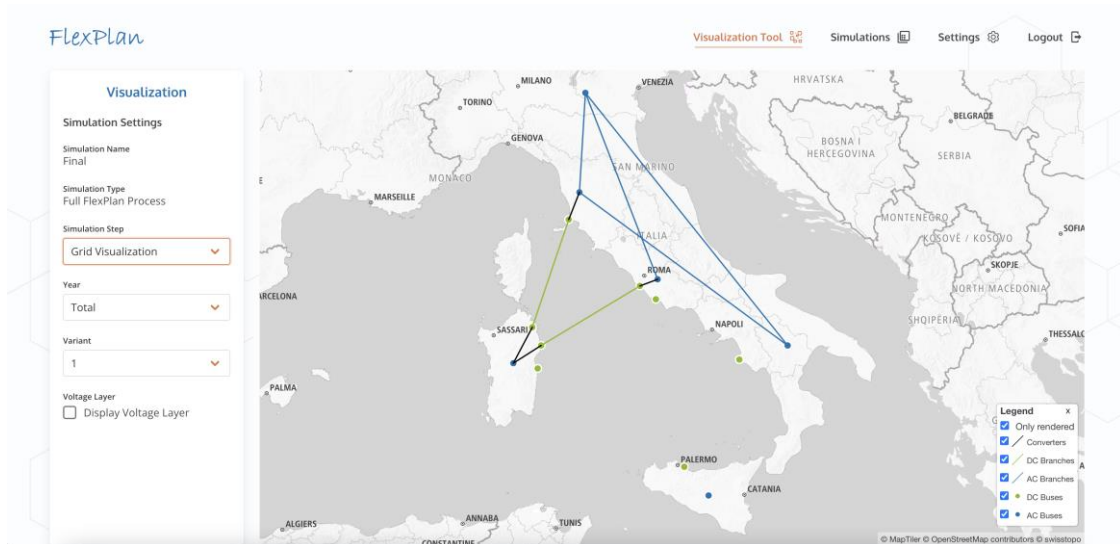 FlexPlan
Visualization Tool
Simulations
Settings
Logout
Visualization
Simulation Settings
Simulation Name
Final
Simulation Type
Full FlexPlan Process
Simulation Step
Grid Visualization
Year
Total
Variant
1
Voltage Layer
Display Voltage Layer
MILANO
VENEZIA
HRVATSKA
TORINO
BELGRADE
GENOVA
BOSNA I
HERCEGOVINA
SERBIA
SAN MARINO
MONACO
MARSEILLE
MONTENEGRO
ITALIA
KOSOVË / KOSOVO
SOFIA
ROMA
SKOPJE
NORTH MACEDONIA
ARCELONA
SHQIPËRIA
SASSARI
NAPOLI
THESSALO
PALMA
Legend x
Only rendered
Converters
DC Branches
AC Branches
DC Buses
AC Buses
PALERMO
CATANIA
ALGIERS
ANNABA
TUNIS
CONSTANTINE
© MapTiler © OpenStreetMap contributors © swisstopo